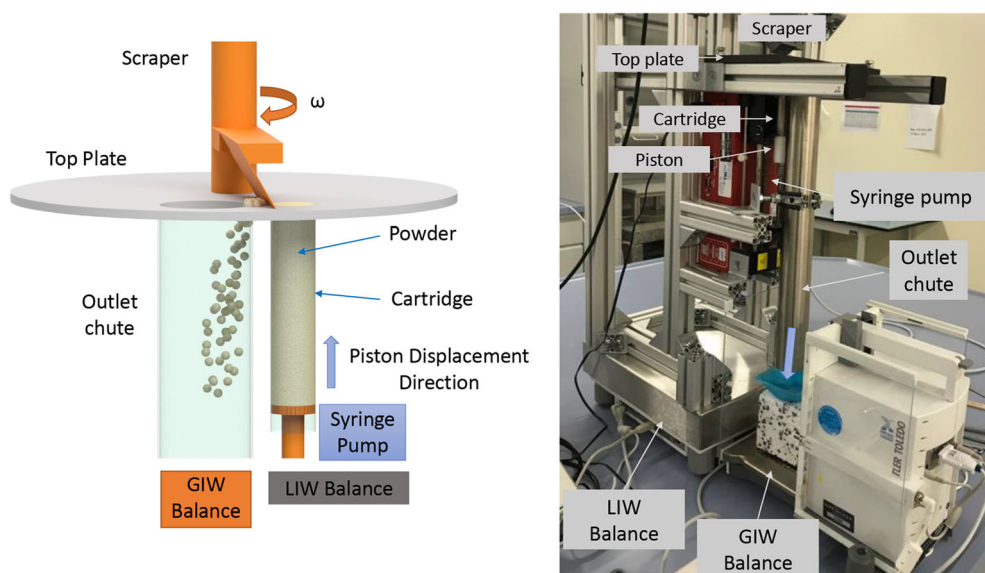 Scraper
ω
Top Plate
Powder
Cartridge
Outlet
chute
Piston Displacement
Direction
Syringe
Pump
GIW
Balance
LIW Balance
Scraper
Top plate
Cartridge
Piston
Syringe pump
Outlet
chute
TLER TOLEDO
LIW
Balance
GIW
Balance